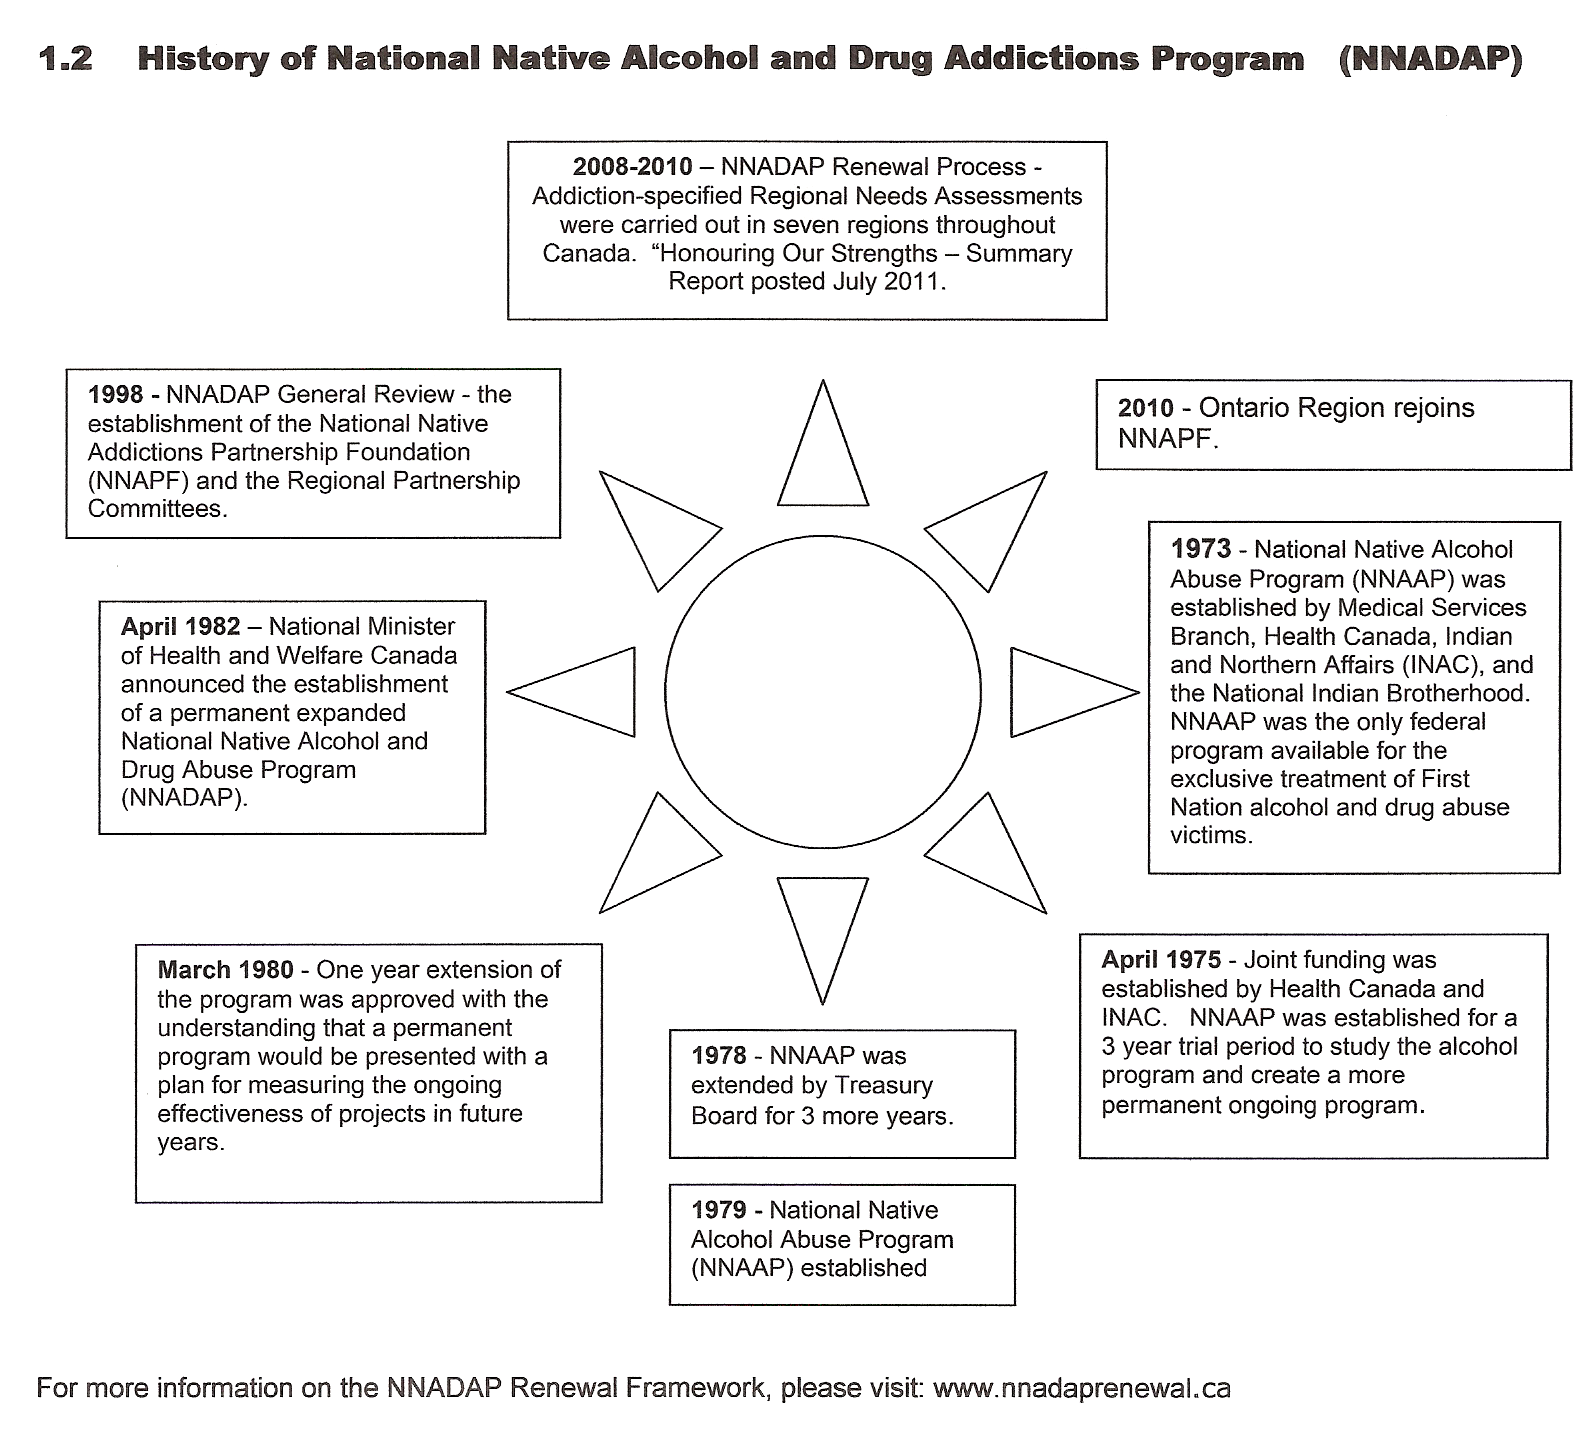 1.2 History of National Native Alcohol and Drug Addictions Program (NNADAP)
2008-2010 – NNADAP Renewal Process -
Addiction-specified Regional Needs Assessments
were carried out in seven regions throughout
Canada. “Honouring Our Strengths – Summary
Report posted July 2011.
1998 - NNADAP General Review - the
establishment of the National Native
Addictions Partnership Foundation
(NNAPF) and the Regional Partnership
Committees.
2010 - Ontario Region rejoins
NNAPF.
1973 - National Native Alcohol
Abuse Program (NNAAP) was
established by Medical Services
Branch, Health Canada, Indian
and Northern Affairs (INAC), and
the National Indian Brotherhood.
NNAAP was the only federal
program available for the
exclusive treatment of First
Nation alcohol and drug abuse
victims.
April 1982 – National Minister
of Health and Welfare Canada
announced the establishment
of a permanent expanded
National Native Alcohol and
Drug Abuse Program
(NNADAP).
April 1975 - Joint funding was
established by Health Canada and
INAC. NNAAP was established for a
3 year trial period to study the alcohol
program and create a more
permanent ongoing program.
March 1980 - One year extension of
the program was approved with the
understanding that a permanent
program would be presented with a
plan for measuring the ongoing
effectiveness of projects in future
years.
1978 - NNAAP was
extended by Treasury
Board for 3 more years.
1979 - National Native
Alcohol Abuse Program
(NNAAP) established
For more information on the NNADAP Renewal Framework, please visit: www.nnadaprenewal.ca